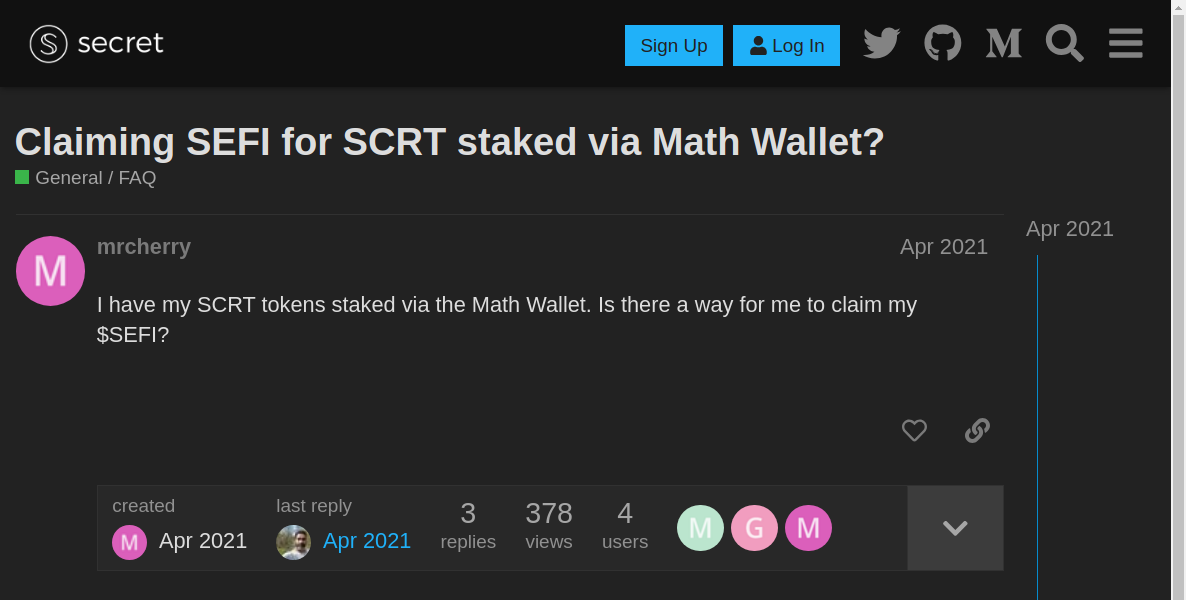 secret
Sign Up
Log In
Claiming SEFI for SCRT staked via Math Wallet?
General / FAQ
Apr 2021
M
mrcherry
Apr 2021
I have my SCRT tokens staked via the Math Wallet. Is there a way for me to claim my
$SEFI?
created
last reply
3
378
4
M
Apr 2021
Apr 2021
replies
views
users
M
G
M